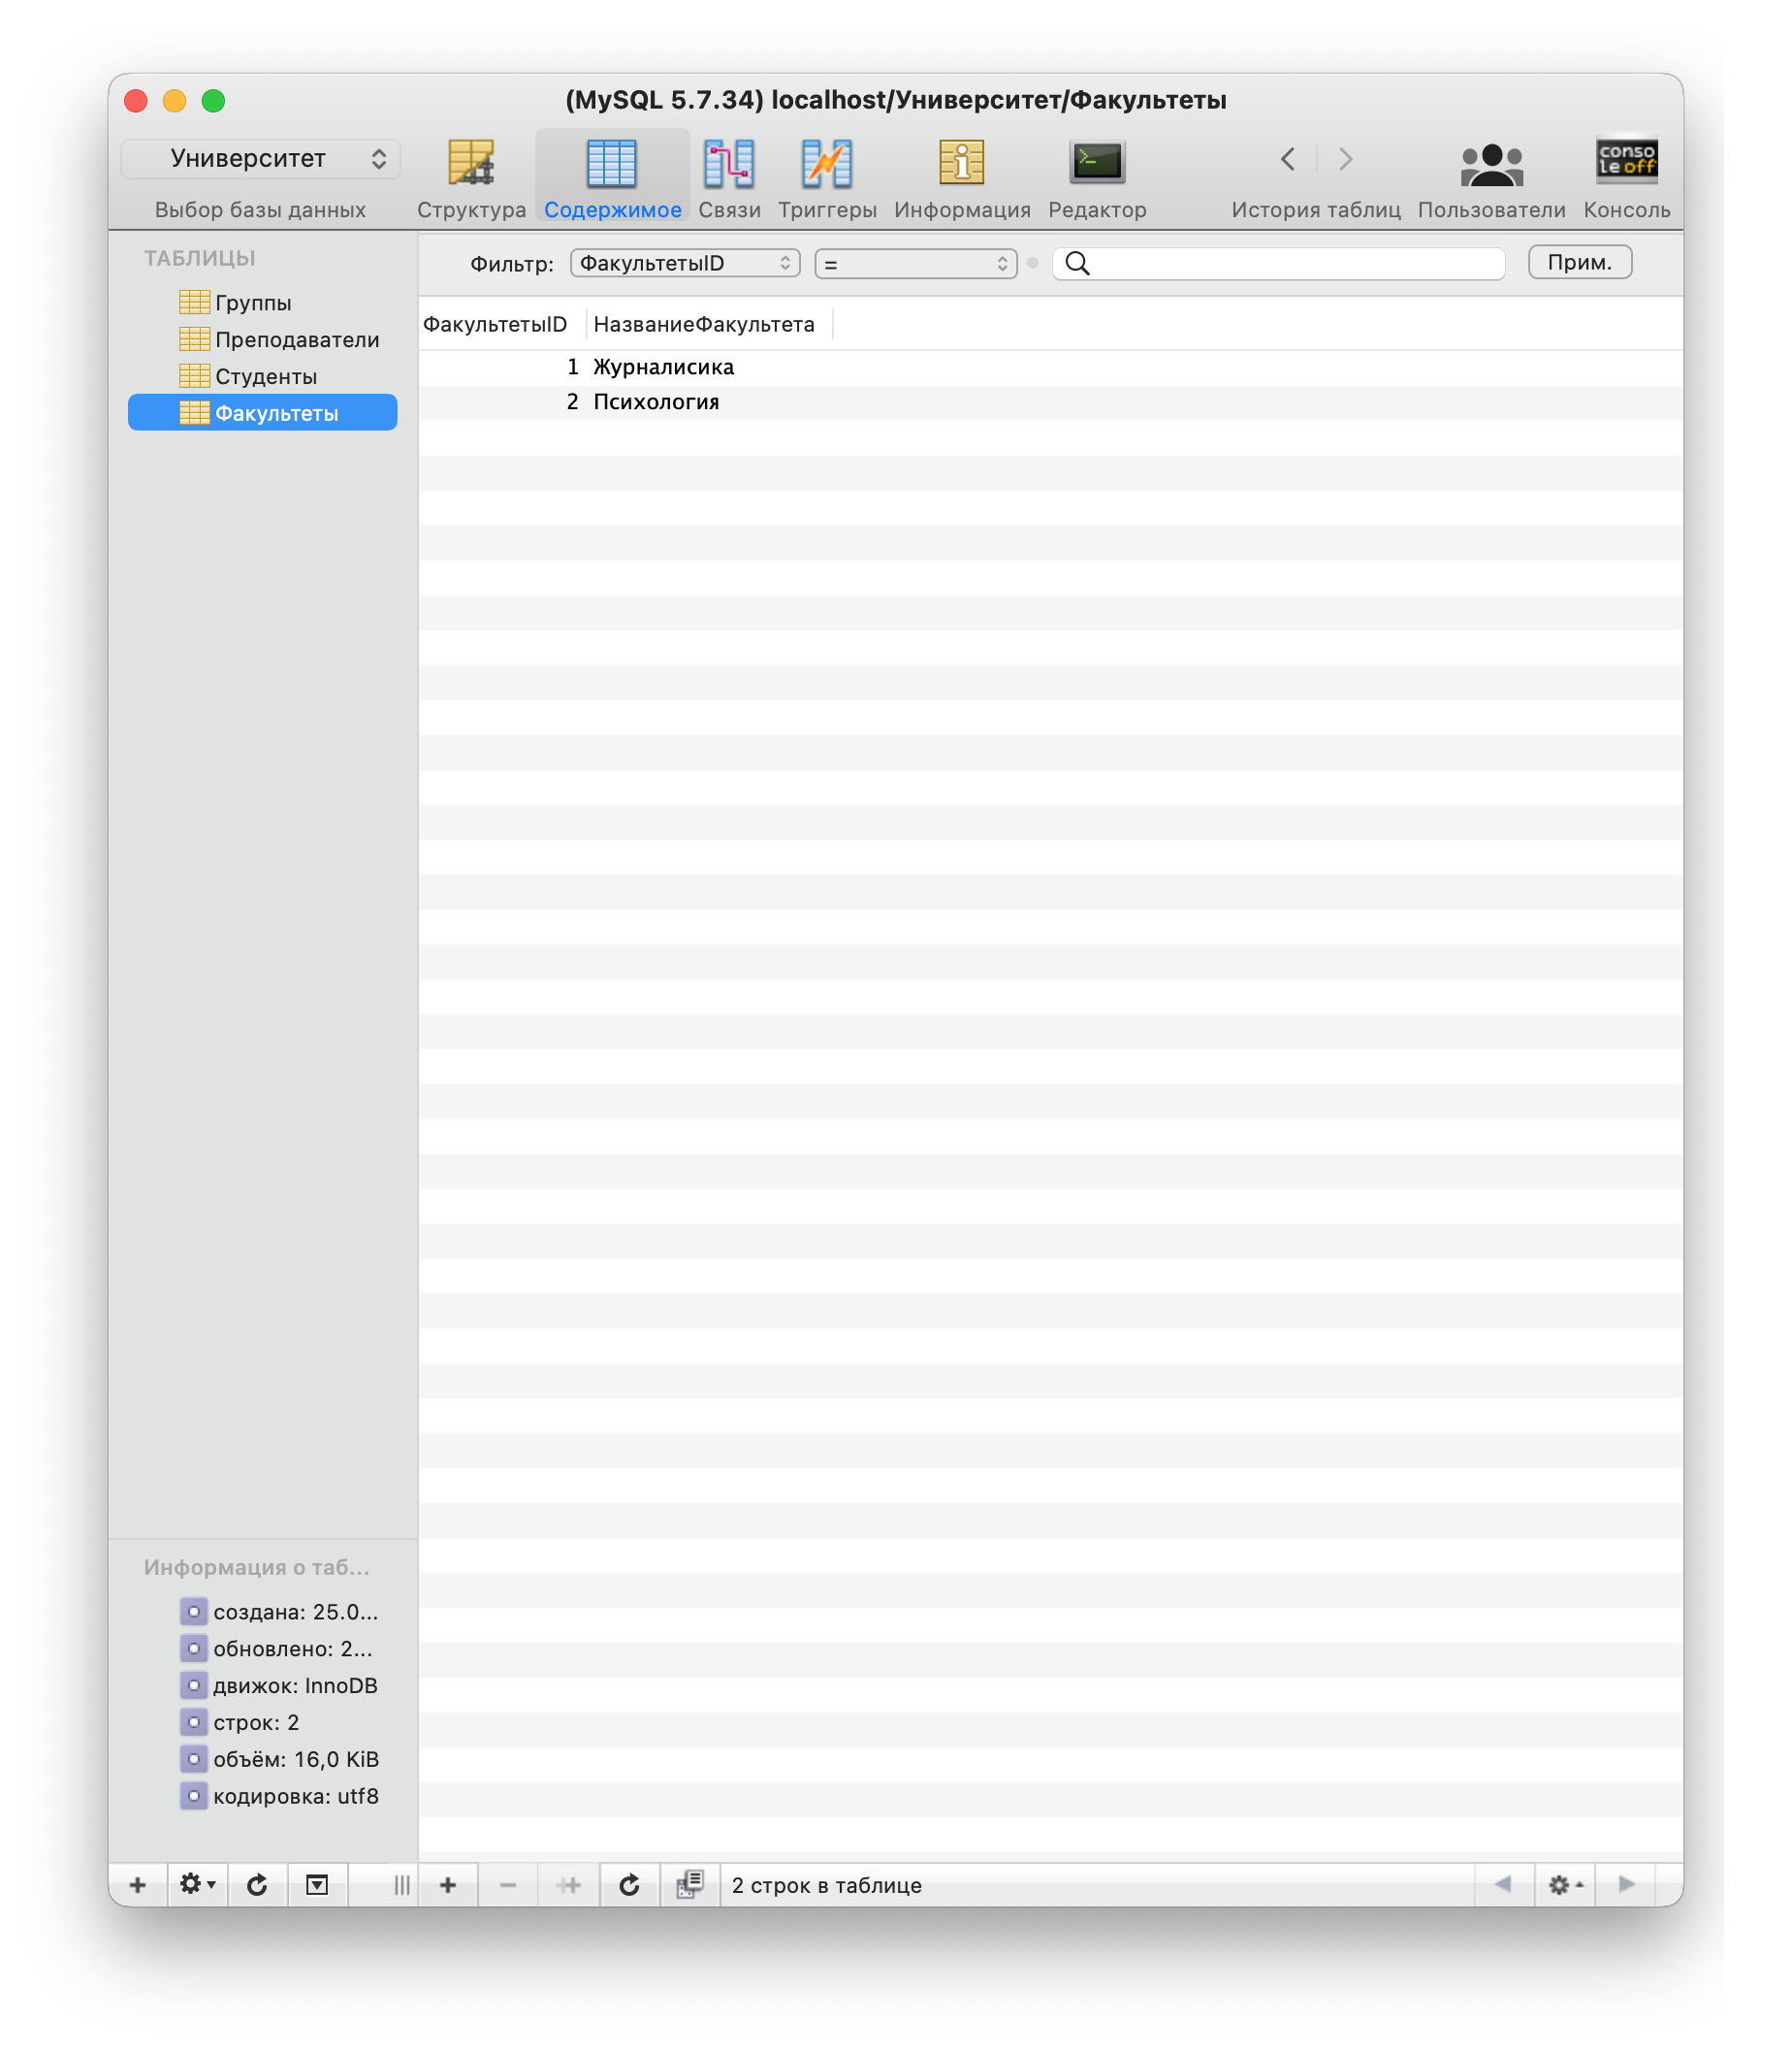 (MySQL 5.7.34) localhost/Университет/Факультеты
Университет
conso
le off
Выбор базы данных Структура Содержимое Связи Триггеры Информация Редактор История таблиц Пользователи Консоль
ТАБЛИЦЫ
Группы
Преподаватели
Студенты
Факультеты
Фильтр: ФакультетыID = Прим.
ФакультетыID НазваниеФакультета
1 Журналисика
2 Психология
Информация о таб...
создана: 25.0...
обновлено: 2...
движок: InnoDB
строк: 2
объём: 16,0 KiB
кодировка: utf8
2 строк в таблице